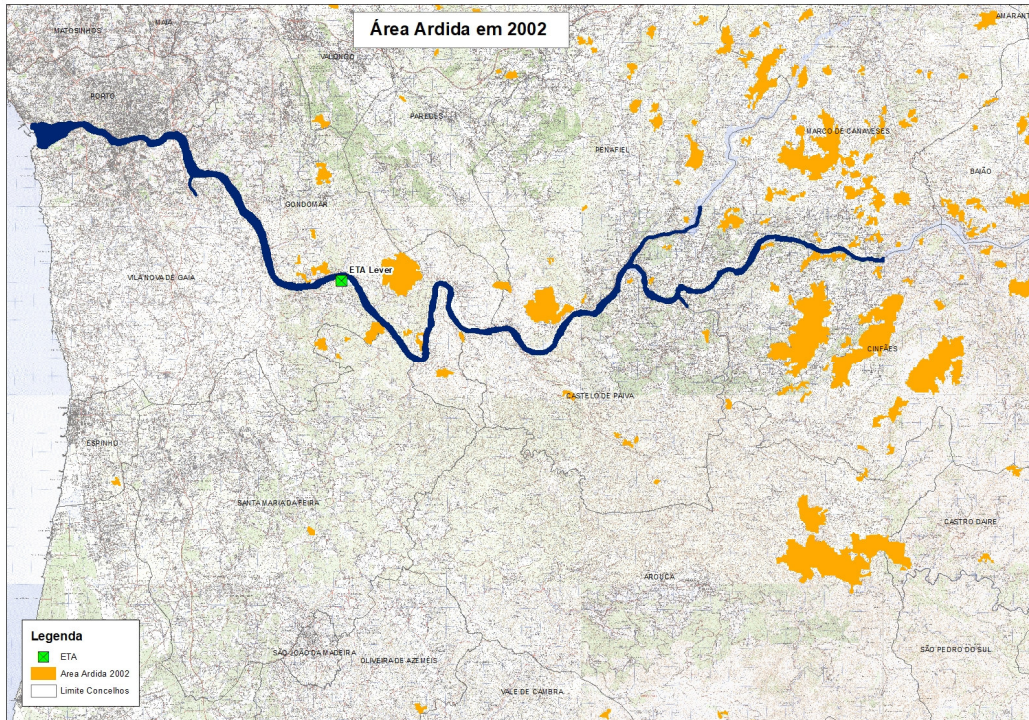 Área Ardida em 2002
MAIA
MATOSINHOS
AMARANT
VALONGO
PORTO
PAREDES
MARCO DE CANAVESES
PENAFIEL
BAIÃO
GONDOMAR
ETA Lever
VILA NOVA DE GAIA
CINFÃES
CASTELO DE PAIVA
ESPINHO
SANTA MARIA DA FEIRA
CASTRO DAIRE
AROUCA
SÃO JOÃO DA MADEIRA
OLIVEIRA DE AZEMÉIS
SÃO PEDRO DO SUL
VALE DE CAMBRA
Legenda
ETA
Area Ardida 2002
Limite Concelhos